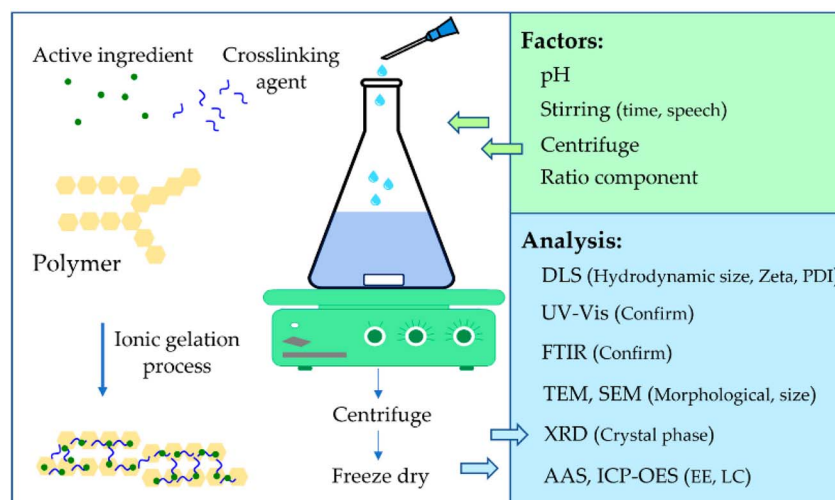 Active ingredient
Crosslinking
agent
Polymer
Ionic gelation
process
Centrifuge
Freeze dry
Factors:
pH
Stirring (time, speech)
Centrifuge
Ratio component
Analysis:
DLS (Hydrodynamic size, Zeta, PDI)
UV-Vis (Confirm)
FTIR (Confirm)
TEM, SEM (Morphological, size)
XRD (Crystal phase)
AAS, ICP-OES (EE, LC)